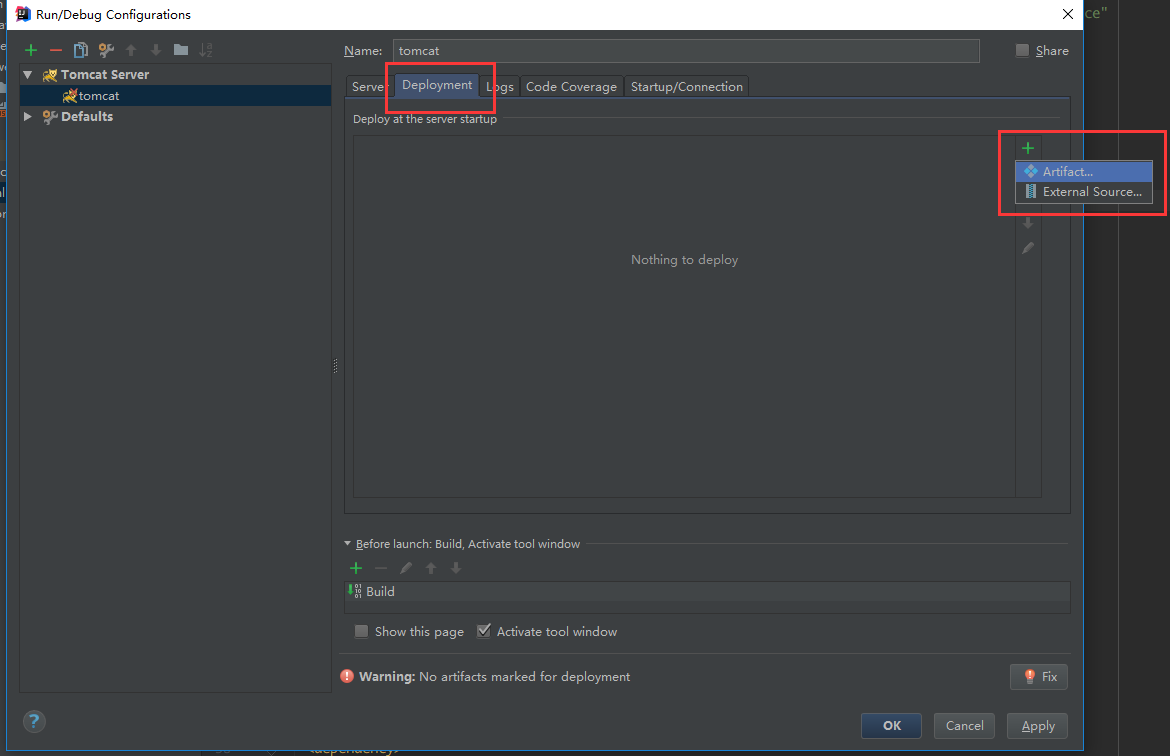 Run/Debug Configurations
ce"
Name: tomcat
Share
Tomcat Server
tomcat
Defaults
Server Deployment Logs Code Coverage Startup/Connection
Deploy at the server startup
Artifact...
External Source...
Nothing to deploy
Before launch: Build, Activate tool window
Build
Show this page Activate tool window
Warning: No artifacts marked for deployment
Fix
?
OK Cancel Apply
<dependency>